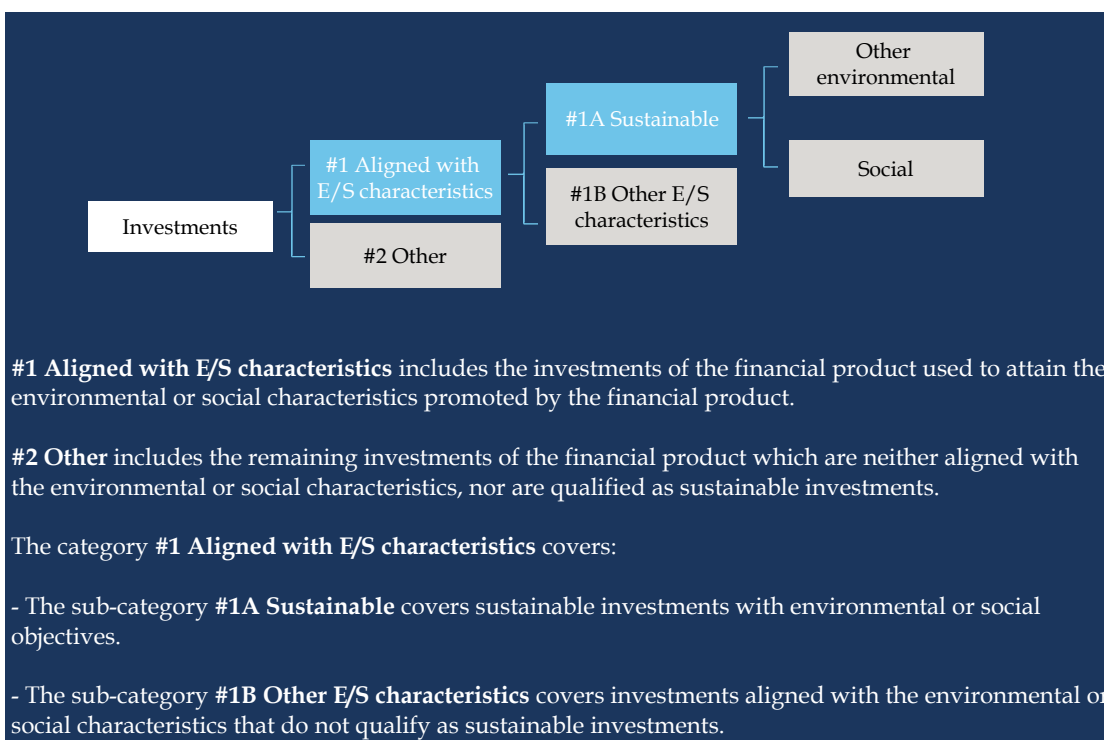 Other
environmental
#1A Sustainable
#1 Aligned with
E/S characteristics
Social
#1B Other E/S
characteristics
Investments
#2 Other
#1 Aligned with E/S characteristics includes the investments of the financial product used to attain the
environmental or social characteristics promoted by the financial product.
#2 Other includes the remaining investments of the financial product which are neither aligned with
the environmental or social characteristics, nor are qualified as sustainable investments.
The category #1 Aligned with E/S characteristics covers:
- The sub-category #1A Sustainable covers sustainable investments with environmental or social
objectives.
- The sub-category #1B Other E/S characteristics covers investments aligned with the environmental or
social characteristics that do not qualify as sustainable investments.